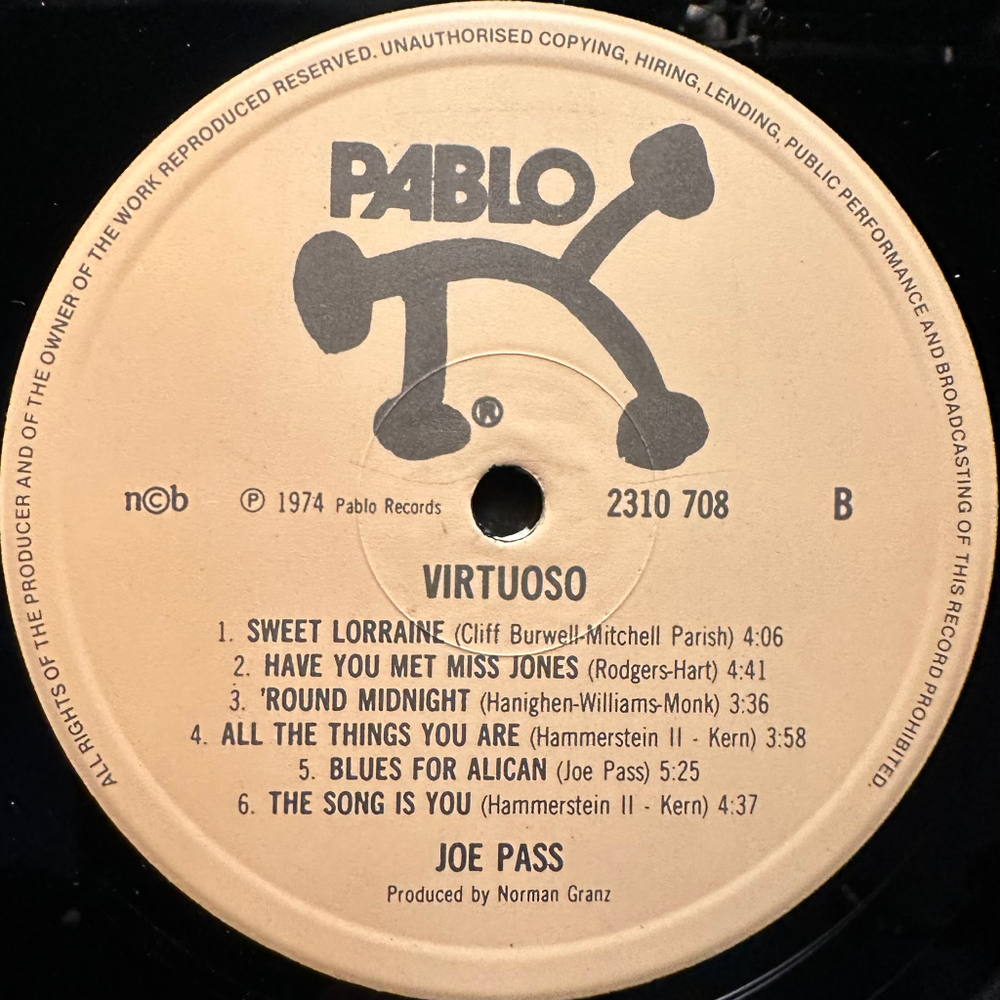 ALL RIGHTS OF THE PRODUCER AND OF THE OWNER OF THE WORK REPRODUCED RESERVED. UNAUTHORISED COPYING, HIRING, LENDING, PUBLIC PERFORMANCE AND BROADCASTING OF THIS RECORD PROHIBITED.
PABLO
®
n©b ℗ 1974 Pablo Records 2310 708 B
VIRTUOSO
1. SWEET LORRAINE (Cliff Burwell-Mitchell Parish) 4:06
2. HAVE YOU MET MISS JONES (Rodgers-Hart) 4:41
3. 'ROUND MIDNIGHT (Hanighen-Williams-Monk) 3:36
4. ALL THE THINGS YOU ARE (Hammerstein II - Kern) 3:58
5. BLUES FOR ALICAN (Joe Pass) 5:25
6. THE SONG IS YOU (Hammerstein II - Kern) 4:37
JOE PASS
Produced by Norman Granz